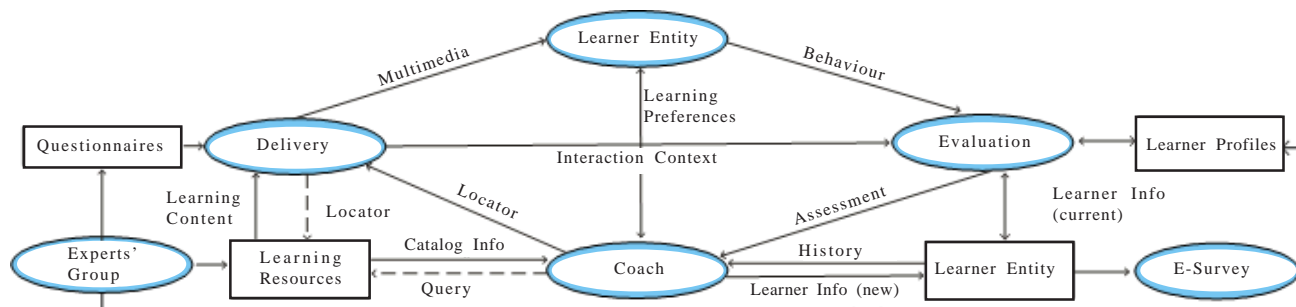 Learner Entity
Multimedia
Behaviour
Learning
Preferences
Questionnaires
Delivery
Interaction Context
Evaluation
Learner Profiles
Learning
Content
Locator
Locator
Assessment
Learner Info
(current)
Experts'
Group
Learning
Resources
Catalog Info
Query
Coach
History
Learner Info (new)
Learner Entity
E-Survey